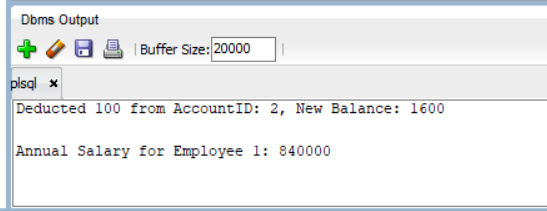 Dbms Output
Buffer Size: 20000
plsql
Deducted 100 from AccountID: 2, New Balance: 1600
Annual Salary for Employee 1: 840000